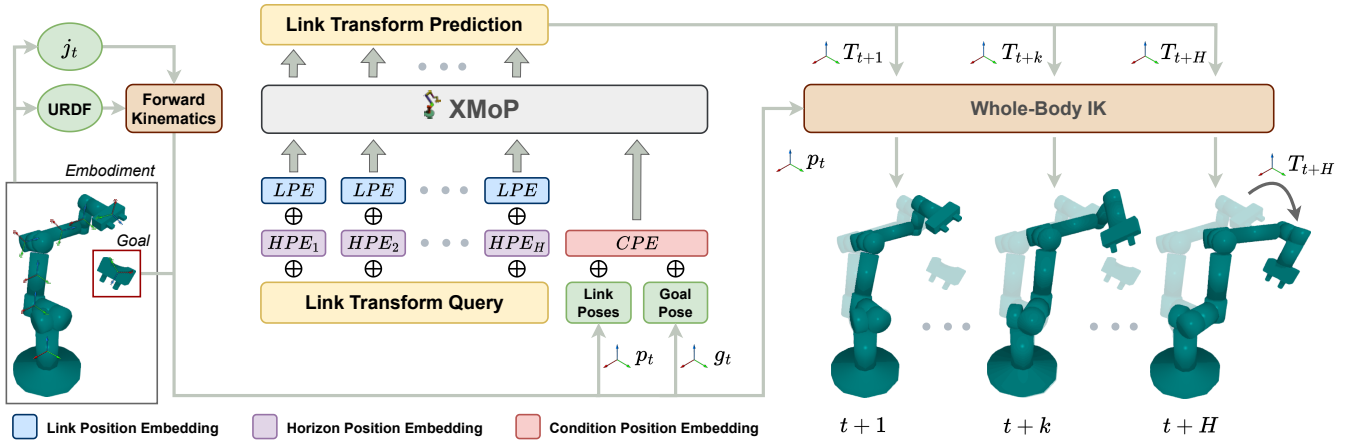 j_t
URDF
Forward
Kinematics
Embodiment
Goal
Link Transform Prediction
XMoP
LPE
LPE
LPE
HPE_1
HPE_2
HPE_H
CPE
Link Transform Query
Link
Poses
Goal
Pose
p_t
g_t
T_{t+1}
T_{t+k}
T_{t+H}
Whole-Body IK
p_t
T_{t+H}
t + 1
t + k
t + H
Link Position Embedding
Horizon Position Embedding
Condition Position Embedding